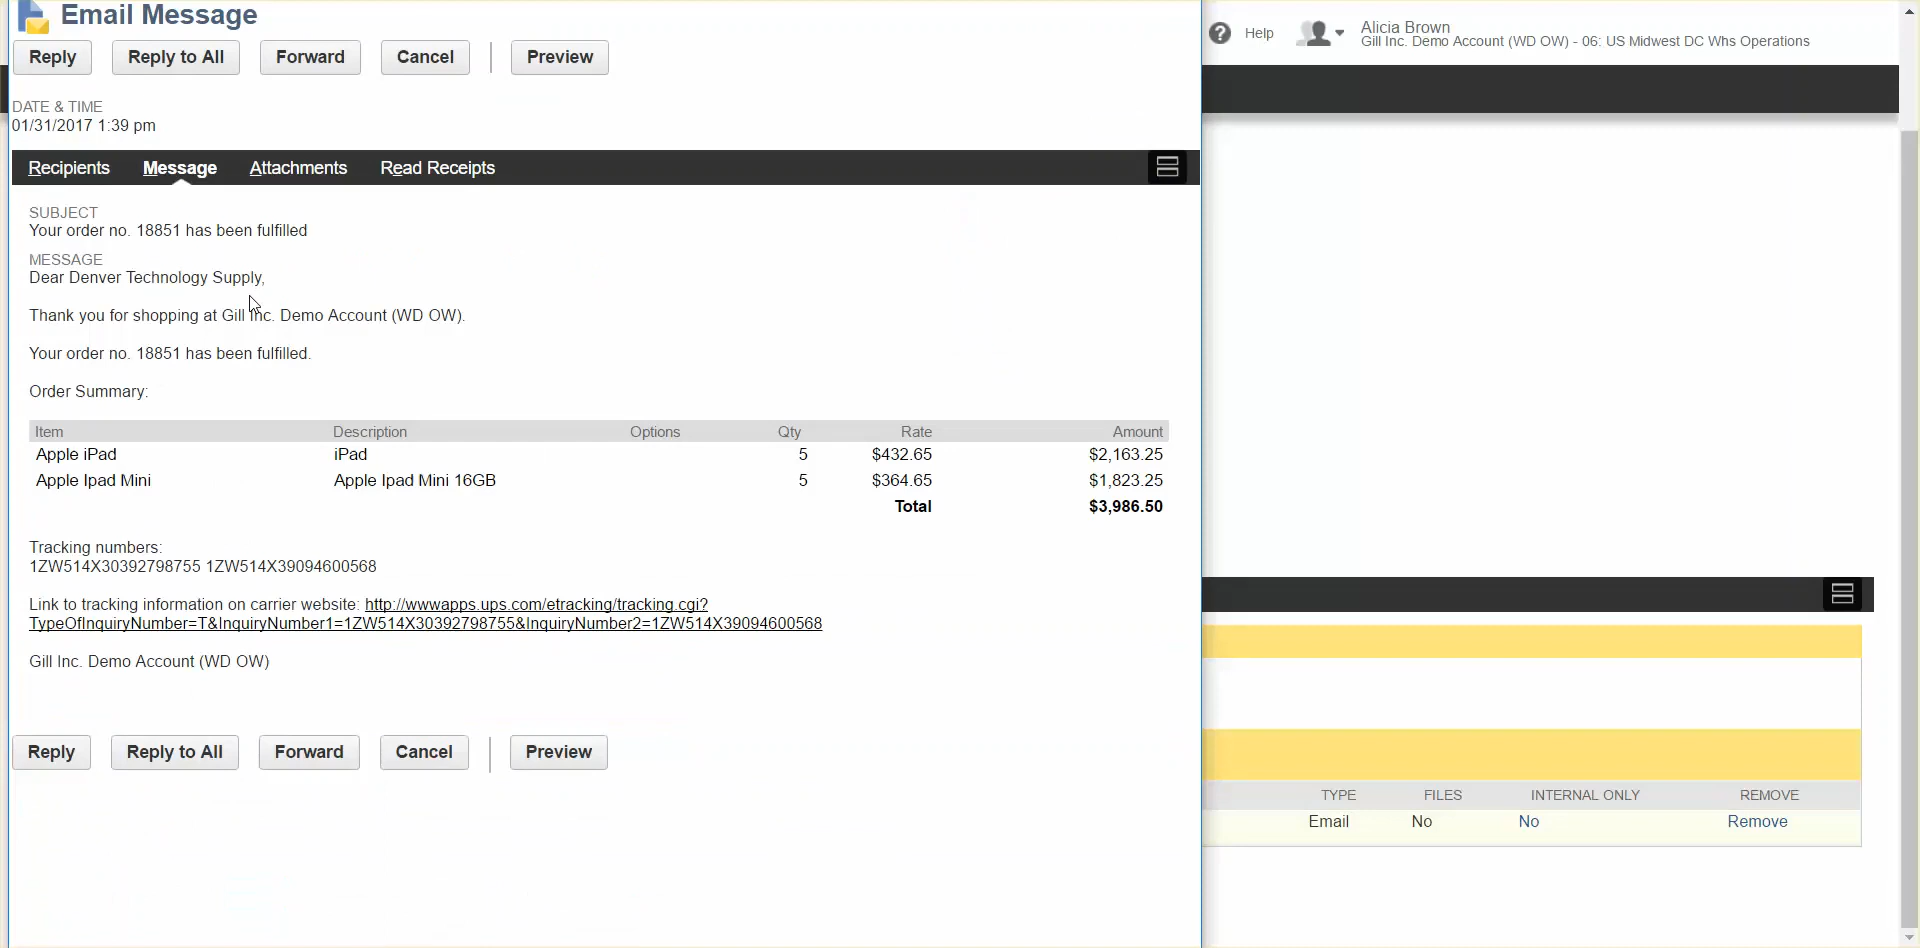 Email Message
Help
Alicia Brown
Gill Inc. Demo Account (WD OW) - 06: US Midwest DC Whs Operations
Reply Reply to All Forward Cancel Preview
DATE & TIME
01/31/2017 1:39 pm
Recipients Message Attachments Read Receipts
SUBJECT
Your order no. 18851 has been fulfilled
MESSAGE
Dear Denver Technology Supply,
Thank you for shopping at Gill Inc. Demo Account (WD OW).
Your order no. 18851 has been fulfilled.
Order Summary:
Item Description Options Qty Rate Amount
Apple iPad iPad 5 $432.65 $2,163.25
Apple Ipad Mini Apple Ipad Mini 16GB 5 $364.65 $1,823.25
Total $3,986.50
Tracking numbers:
1ZW514X30392798755 1ZW514X39094600568
Link to tracking information on carrier website: http://wwwapps.ups.com/etracking/tracking.cgi?
TypeOfInquiryNumber=T&InquiryNumber1=1ZW514X30392798755&InquiryNumber2=1ZW514X39094600568
Gill Inc. Demo Account (WD OW)
Reply Reply to All Forward Cancel Preview
TYPE FILES INTERNAL ONLY REMOVE
Email No No Remove